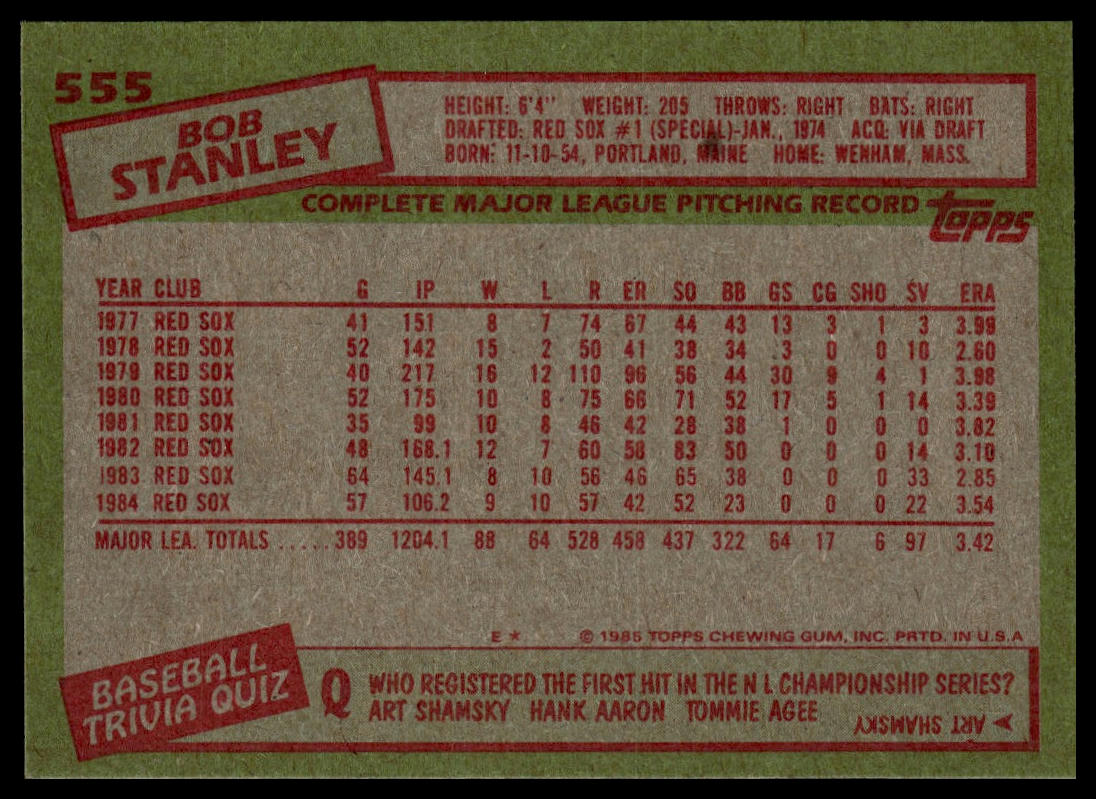 555
BOB
STANLEY
HEIGHT: 6'4" WEIGHT: 205 THROWS: RIGHT BATS: RIGHT
DRAFTED: RED SOX #1 (SPECIAL)-JAN., 1974 ACQ: VIA DRAFT
BORN: 11-10-54, PORTLAND, MAINE HOME: WENHAM, MASS.
COMPLETE MAJOR LEAGUE PITCHING RECORD topps
YEAR CLUB G IP W L R ER SO BB GS CG SHO SV ERA
1977 RED SOX 41 151 8 7 74 67 44 43 13 3 1 3 3.99
1978 RED SOX 52 142 15 2 50 41 38 34 3 0 0 10 2.60
1979 RED SOX 40 217 16 12 110 96 56 44 30 9 4 1 3.98
1980 RED SOX 52 175 10 8 75 66 71 52 17 5 1 14 3.39
1981 RED SOX 35 99 10 8 46 42 28 38 1 0 0 0 3.82
1982 RED SOX 48 168.1 12 7 60 58 83 50 0 0 0 14 3.10
1983 RED SOX 64 145.1 8 10 56 46 65 38 0 0 0 33 2.85
1984 RED SOX 57 106.2 9 10 57 42 52 23 0 0 0 22 3.54
MAJOR LEA. TOTALS .....389 1204.1 88 64 528 458 437 322 64 17 6 97 3.42
E * © 1985 TOPPS CHEWING GUM, INC. PRTD. IN U.S.A
BASEBALL
TRIVIA QUIZ
Q WHO REGISTERED THE FIRST HIT IN THE N L CHAMPIONSHIP SERIES?
ART SHAMSKY HANK AARON TOMMIE AGEE
ART SHAMSKY